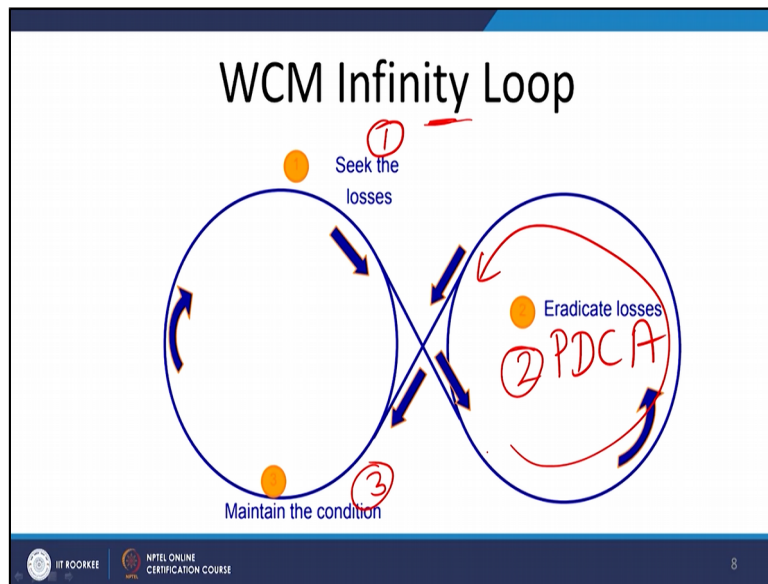 WCM Infinity Loop
①
1
Seek the
losses
2
Eradicate losses
② PDCA
3
③
Maintain the condition
IIT ROORKEE
NPTEL ONLINE
CERTIFICATION COURSE
8